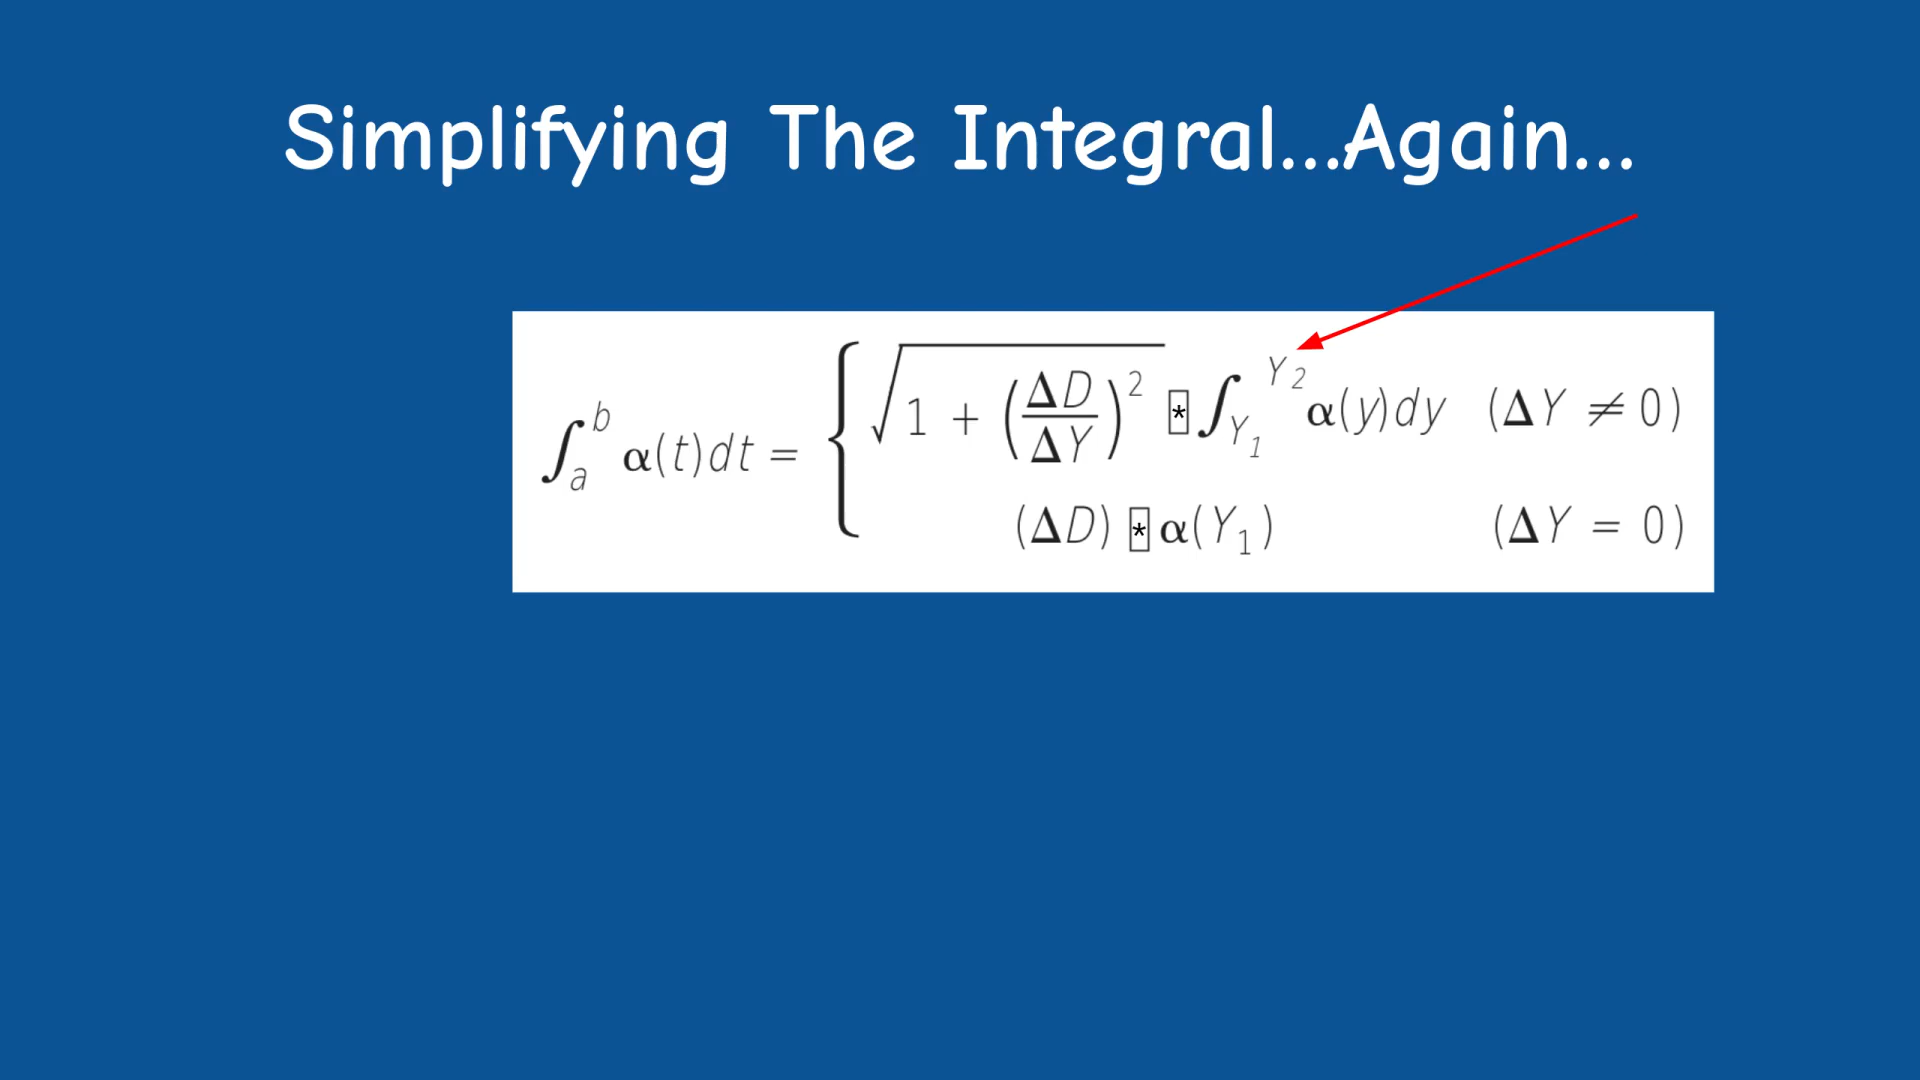 Simplifying The Integral...Again...
∫_a^b α(t)dt = { √(1 + (ΔD/ΔY)^2) * ∫_{Y_1}^{Y_2} α(y)dy (ΔY ≠ 0)
(ΔD) * α(Y_1) (ΔY = 0)